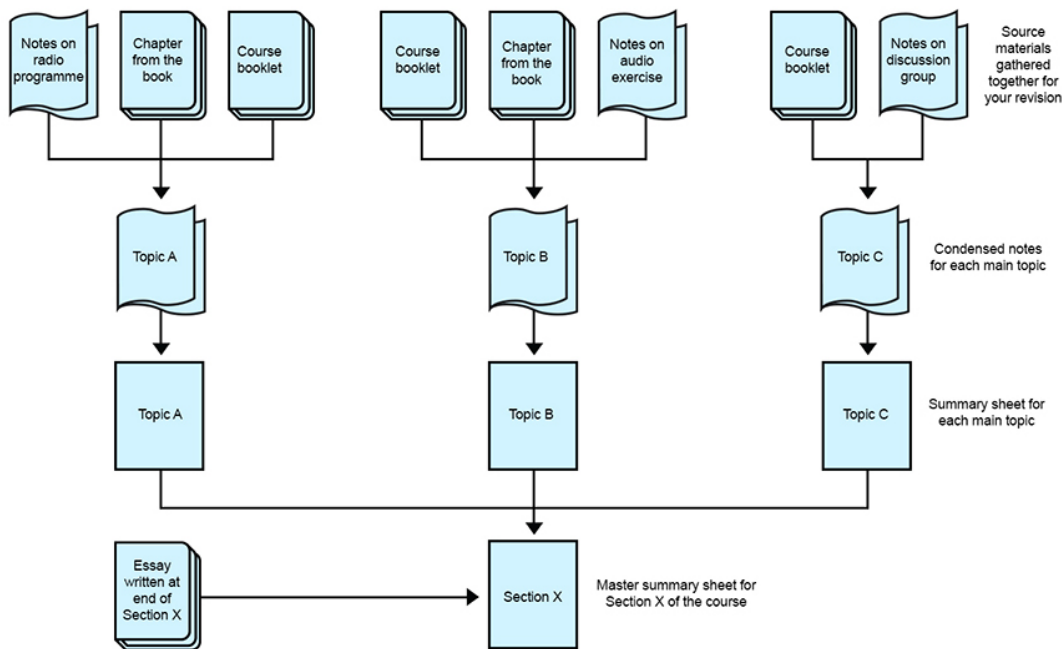 Notes on
radio
programme
Chapter
from the
book
Course
booklet
Course
booklet
Chapter
from the
book
Notes on
audio
exercise
Course
booklet
Notes on
discussion
group
Source
materials
gathered
together for
your revision
Topic A
Topic B
Topic C
Condensed notes
for each main topic
Topic A
Topic B
Topic C
Summary sheet for
each main topic
Essay
written at
end of
Section X
Section X
Master summary sheet for
Section X of the course